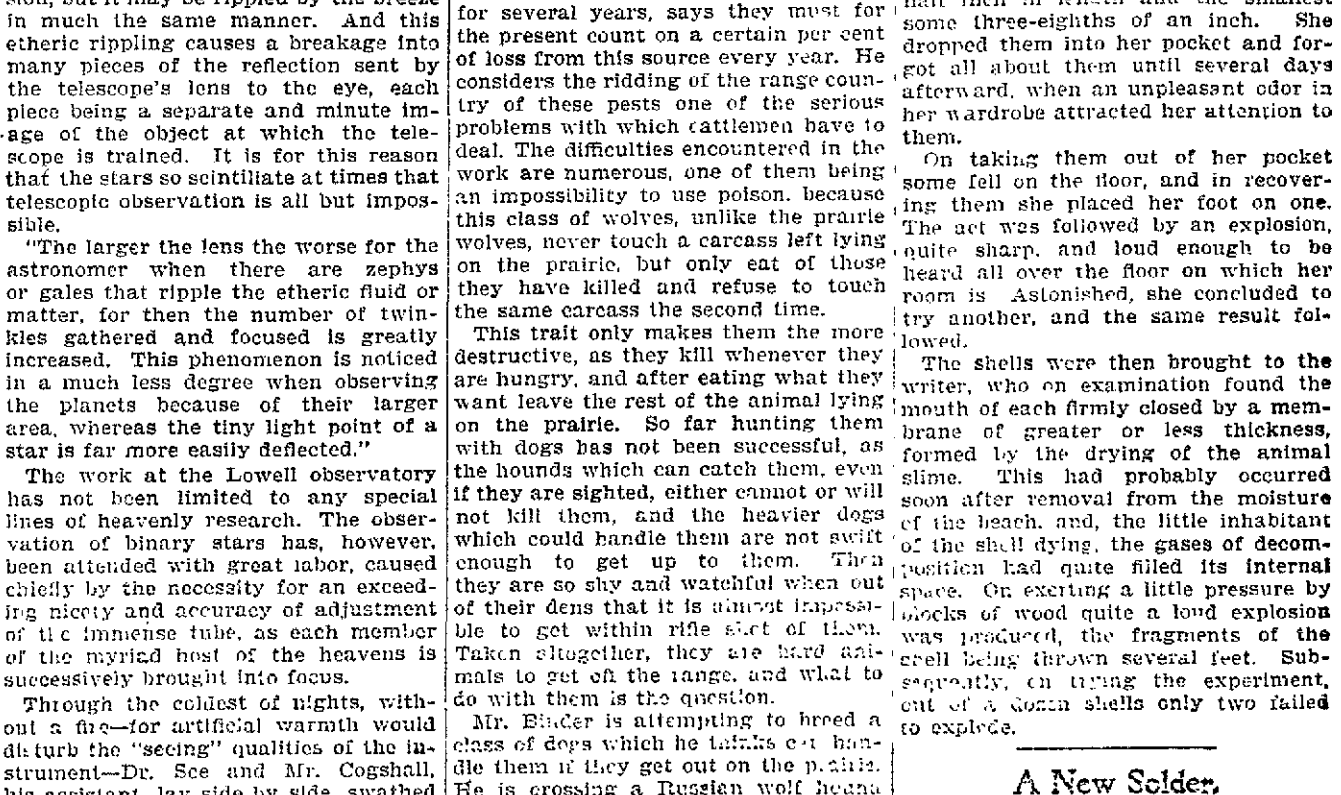 sion, but it may be rippled by the breeze
in much the same manner. And this
etheric rippling causes a breakage into
many pieces of the reflection sent by
the telescope's lens to the eye, each
piece being a separate and minute im-
age of the object at which the tele-
scope is trained. It is for this reason
that the stars so scintillate at times that
telescopic observation is all but impos-
sible.
"The larger the lens the worse for the
astronomer when there are zephys
or gales that ripple the etheric fluid or
matter, for then the number of twin-
kles gathered and focused is greatly
increased. This phenomenon is noticed
in a much less degree when observing
the planets because of their larger
area, whereas the tiny light point of a
star is far more easily deflected."
The work at the Lowell observatory
has not been limited to any special
lines of heavenly research. The obser-
vation of binary stars has, however,
been attended with great labor, caused
chiefly by the necessity for an exceed-
ing nicety and accuracy of adjustment
of the immense tube, as each member
of the myriad host of the heavens is
successively brought into focus.
Through the coldest of nights, with-
out a fire—for artificial warmth would
disturb the "seeing" qualities of the in-
strument—Dr. See and Mr. Cogshall,
his assistant, lay side by side, swathed
for several years, says they must for
the present count on a certain per cent
of loss from this source every year. He
considers the ridding of the range coun-
try of these pests one of the serious
problems with which cattlemen have to
deal. The difficulties encountered in the
work are numerous, one of them being
an impossibility to use poison, because
this class of wolves, unlike the prairie
wolves, never touch a carcass left lying
on the prairie, but only eat of those
they have killed and refuse to touch
the same carcass the second time.
This trait only makes them the more
destructive, as they kill whenever they
are hungry, and after eating what they
want leave the rest of the animal lying
on the prairie. So far hunting them
with dogs has not been successful, as
the hounds which can catch them, even
if they are sighted, either cannot or will
not kill them, and the heavier dogs
which could handle them are not swift
enough to get up to them. Then
they are so shy and watchful when out
of their dens that it is almost impossi-
ble to get within rifle shot of them.
Taken altogether, they are hard ani-
mals to get off the range, and what to
do with them is the question.
Mr. Binder is attempting to breed a
class of dogs which he thinks can han-
dle them if they get out on the prairie.
He is crossing a Russian wolf hound
half inch in length and the smallest
some three-eighths of an inch. She
dropped them into her pocket and for-
got all about them until several days
afterward, when an unpleasant odor in
her wardrobe attracted her attention to
them.
On taking them out of her pocket
some fell on the floor, and in recover-
ing them she placed her foot on one.
The act was followed by an explosion,
quite sharp, and loud enough to be
heard all over the floor on which her
room is Astonished, she concluded to
try another, and the same result fol-
lowed.
The shells were then brought to the
writer, who on examination found the
mouth of each firmly closed by a mem-
brane of greater or less thickness,
formed by the drying of the animal
slime. This had probably occurred
soon after removal from the moisture
of the beach, and, the little inhabitant
of the shell dying, the gases of decom-
position had quite filled its internal
space. On exerting a little pressure by
blocks of wood quite a loud explosion
was produced, the fragments of the
shell being thrown several feet. Sub-
sequently, on trying the experiment,
out of a dozen shells only two failed
to explode.
A New Solder.